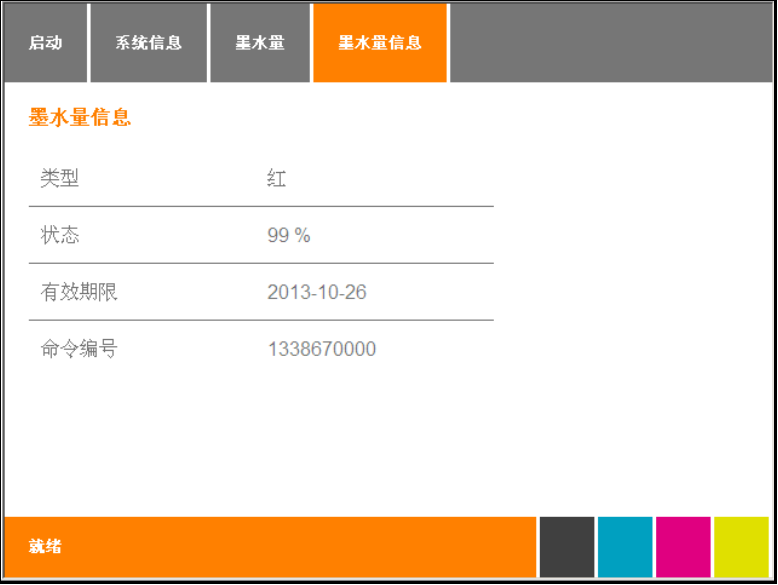 启动 系统信息 墨水量 墨水量信息
墨水量信息
类型 红
状态 99 %
有效期限 2013-10-26
命令编号 1338670000
就绪